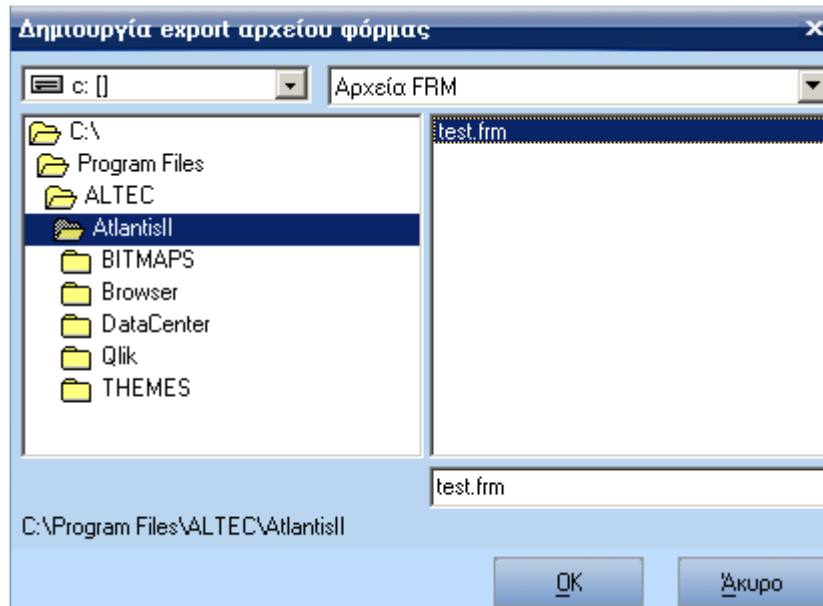 Δημιουργία export αρχείου φόρμας
c: []
Αρχεία FRM
C:\
Program Files
ALTEC
AtlantisII
BITMAPS
Browser
DataCenter
Qlik
THEMES
test.frm
test.frm
C:\Program Files\ALTEC\AtlantisII
OK
Άκυρο